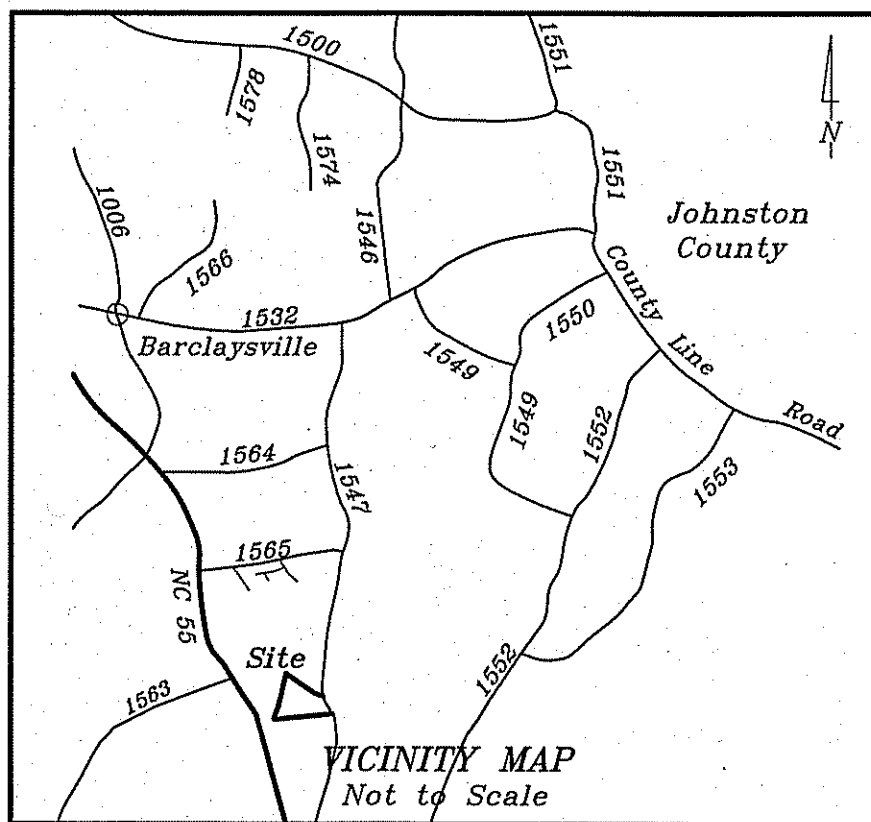 1500
1551
1578
1574
N
1551
1006
1546
Johnston
County
1566
County
Line
Road
1532
1550
Barclaysville
1549
1549
1552
1564
1547
1553
1565
NC 55
Site
1552
1563
VICINITY MAP
Not to Scale